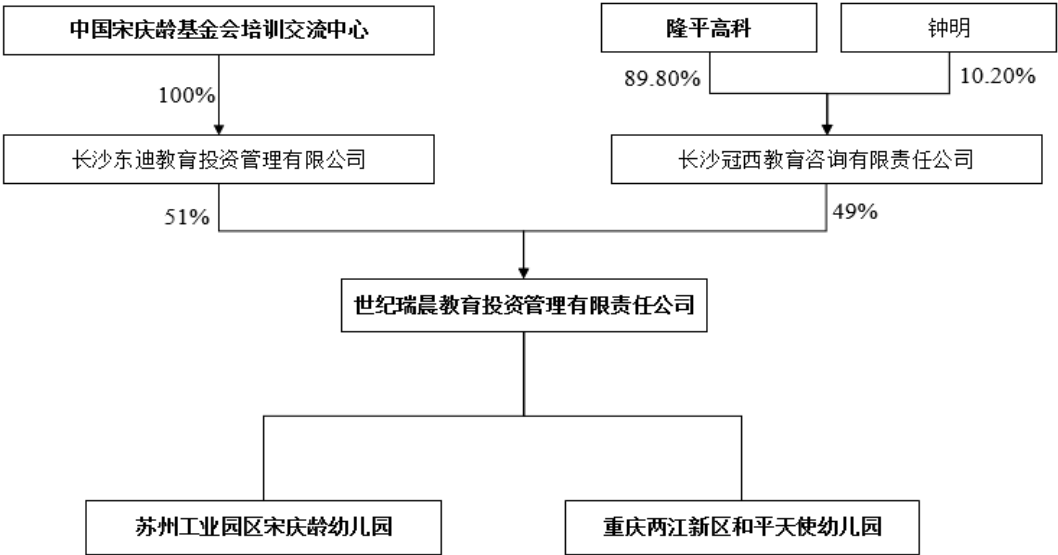 中国宋庆龄基金会培训交流中心
隆平高科
钟明
100%
89.80%
10.20%
长沙东迪教育投资管理有限公司
长沙冠西教育咨询有限责任公司
51%
49%
世纪瑞晨教育投资管理有限责任公司
苏州工业园区宋庆龄幼儿园
重庆两江新区和平天使幼儿园